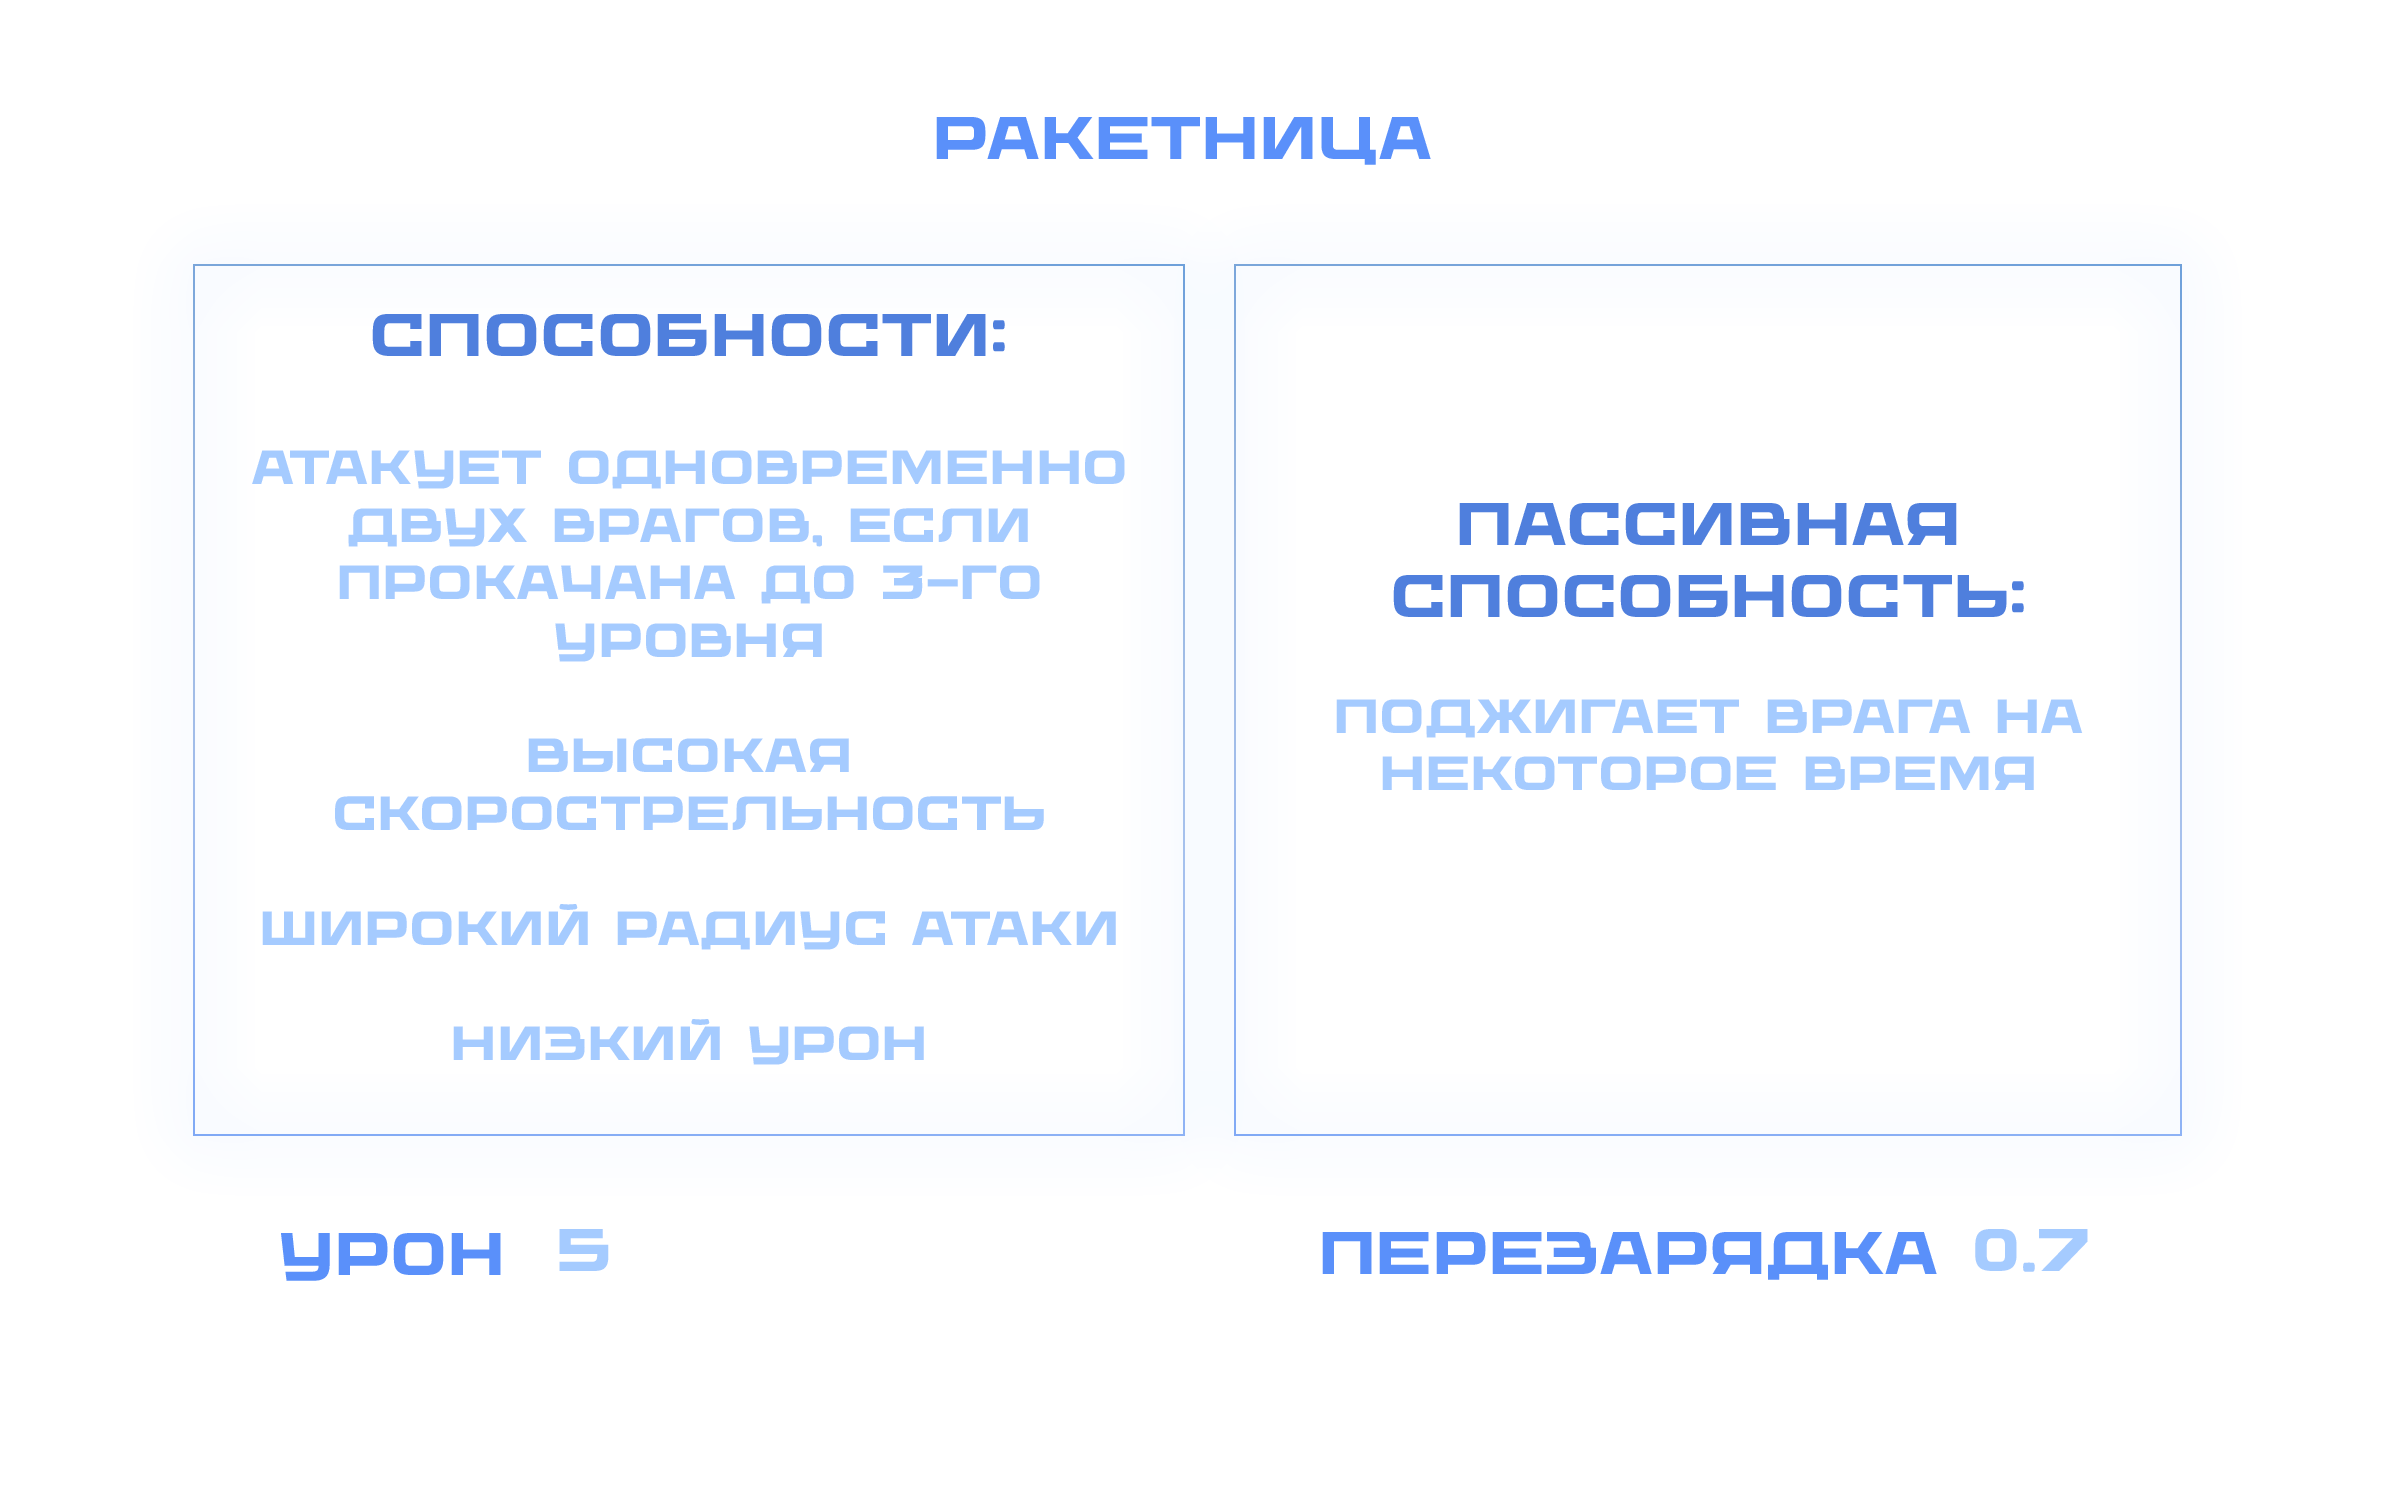 РАКЕТНИЦА
СПОСОБНОСТИ:
АТАКУЕТ ОДНОВРЕМЕННО
ДВУХ ВРАГОВ, ЕСЛИ
ПРОКАЧАНА ДО 3-ГО
УРОВНЯ
ВЫСОКАЯ
СКОРОСТРЕЛЬНОСТЬ
ШИРОКИЙ РАДИУС АТАКИ
НИЗКИЙ УРОН
ПАССИВНАЯ
СПОСОБНОСТЬ:
ПОДЖИГАЕТ ВРАГА НА
НЕКОТОРОЕ ВРЕМЯ
УРОН 5
ПЕРЕЗАРЯДКА 0.7